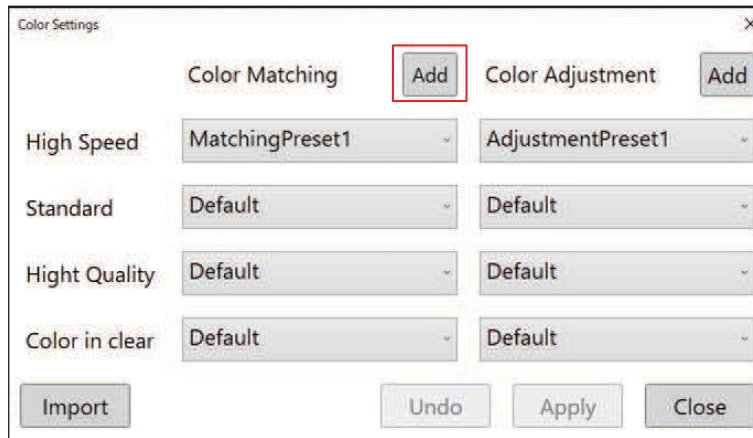 Color Settings
Color Matching Add Color Adjustment Add
High Speed MatchingPreset1 AdjustmentPreset1
Standard Default Default
Hight Quality Default Default
Color in clear Default Default
Import Undo Apply Close